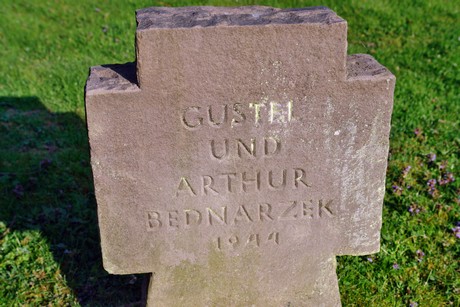 GUSTEL
UND
ARTHUR
BEDNARZEK
1944